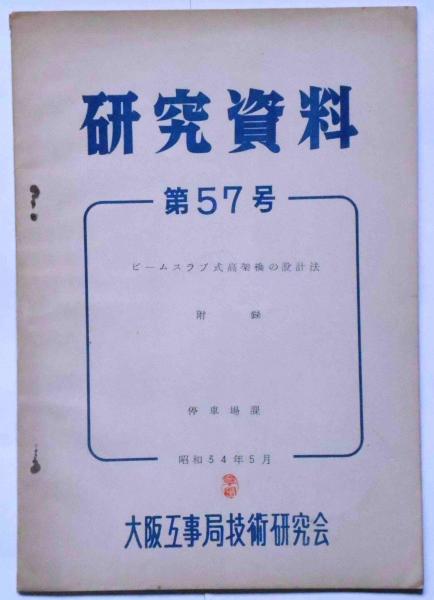 研究資料
第57号
ビームスラブ式高架橋の設計法
附録
停車場課
昭和54年5月
大阪工事局技術研究会